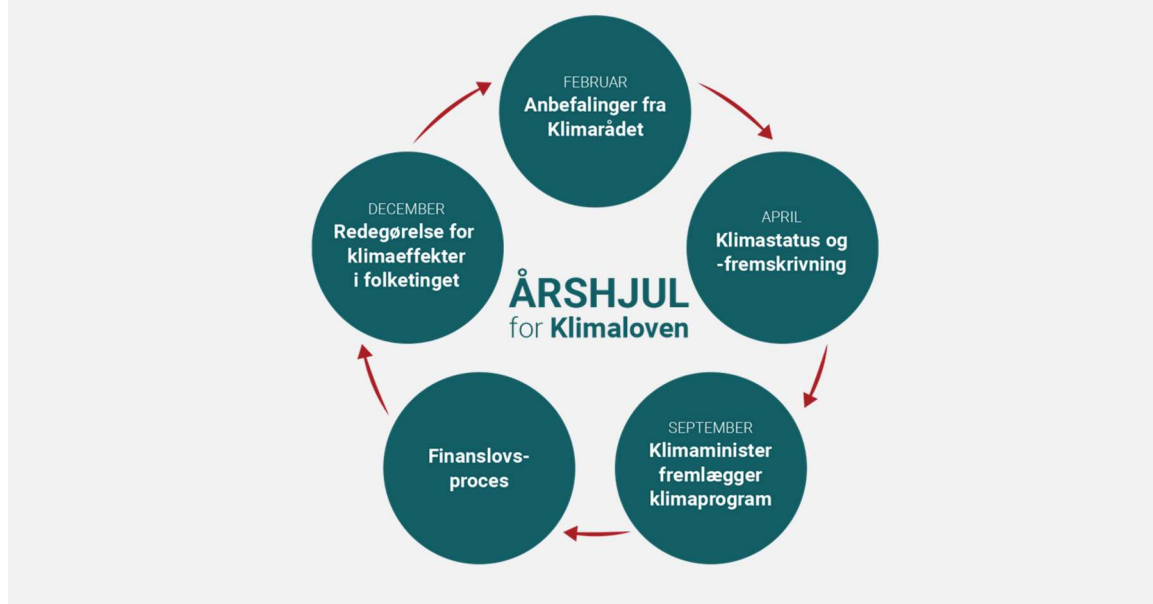 FEBRUAR
Anbefalinger fra
Klimarådet
APRIL
Klimastatus og
-fremskrivning
SEPTEMBER
Klimaminister
fremlægger
klimaprogram
Finanslovs-
proces
DECEMBER
Redegørelse for
klimaeffekter
i folketinget
ÅRSHJUL
for Klimaloven